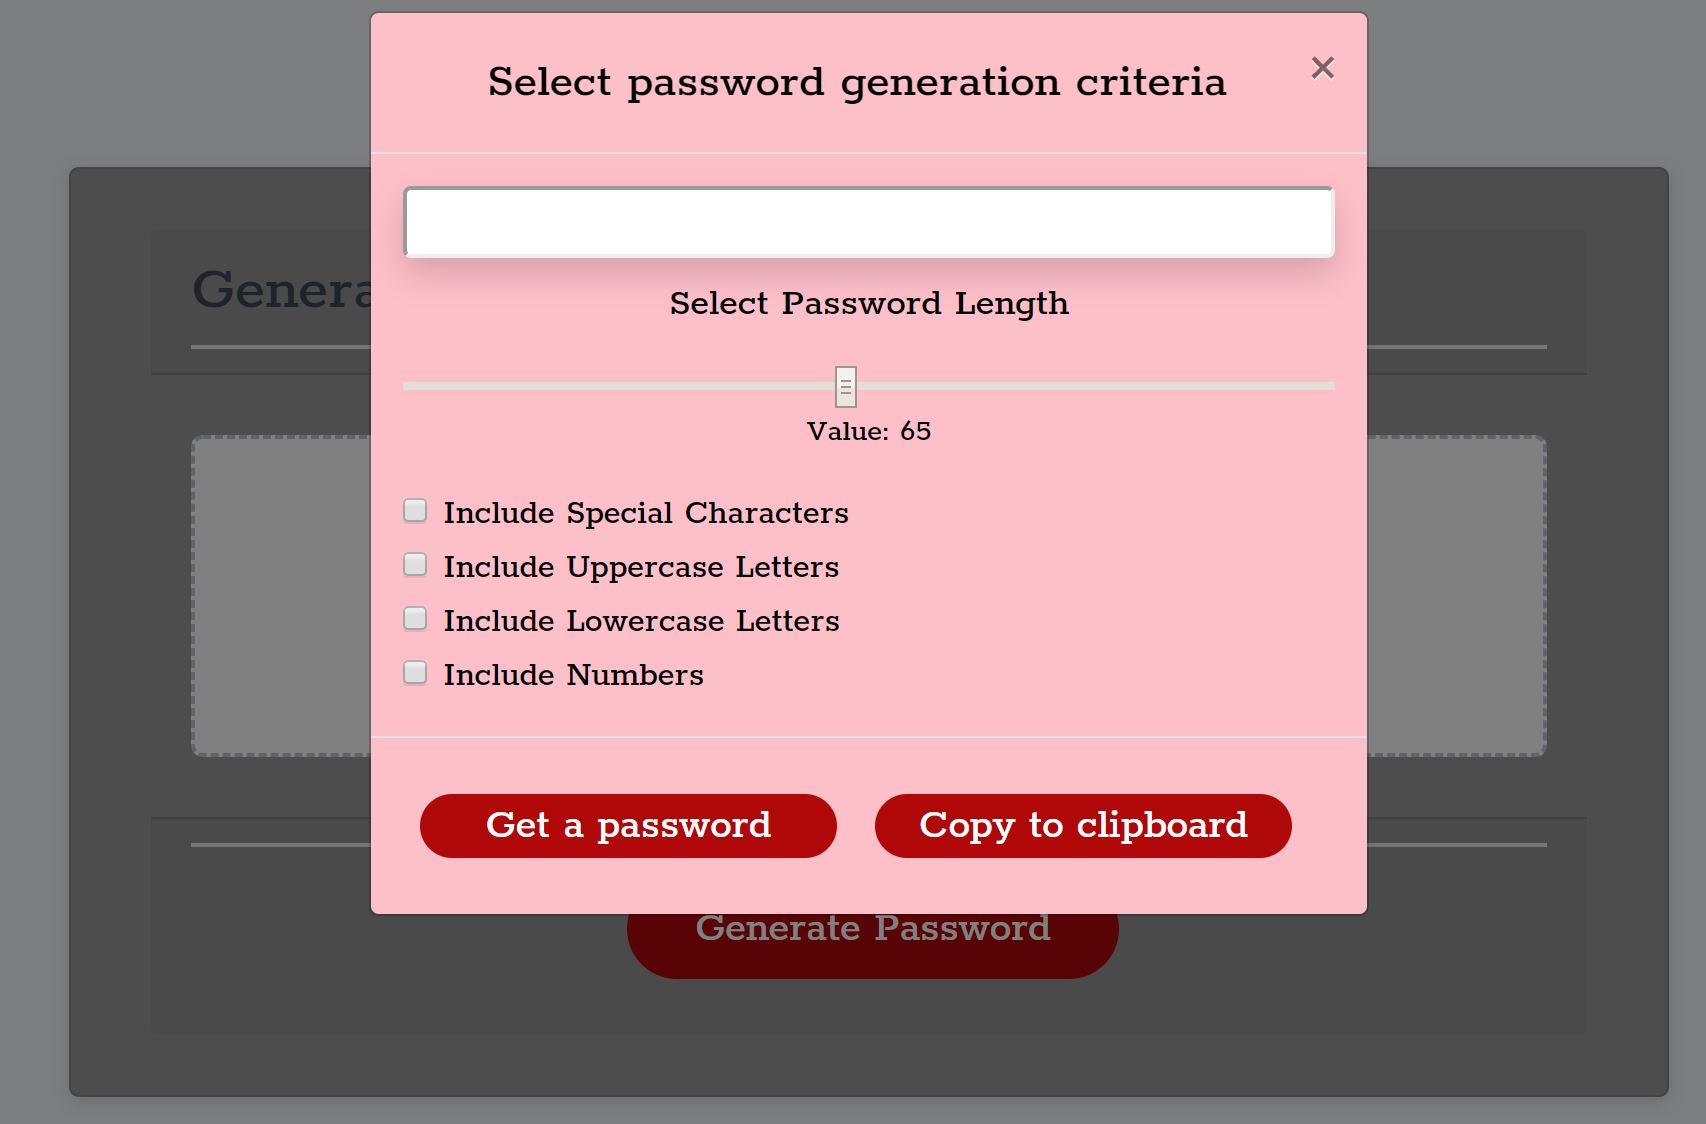 Select password generation criteria
×
Genera
Select Password Length
Value: 65
Include Special Characters
Include Uppercase Letters
Include Lowercase Letters
Include Numbers
Get a password
Copy to clipboard
Generate Password